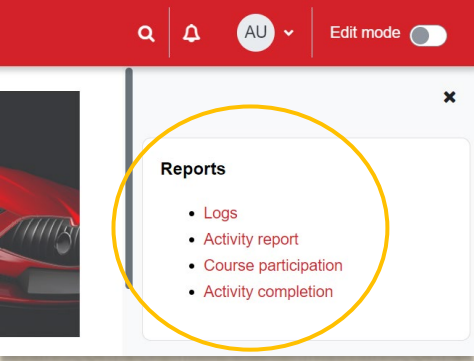 AU
Edit mode
Reports
Logs
Activity report
Course participation
Activity completion